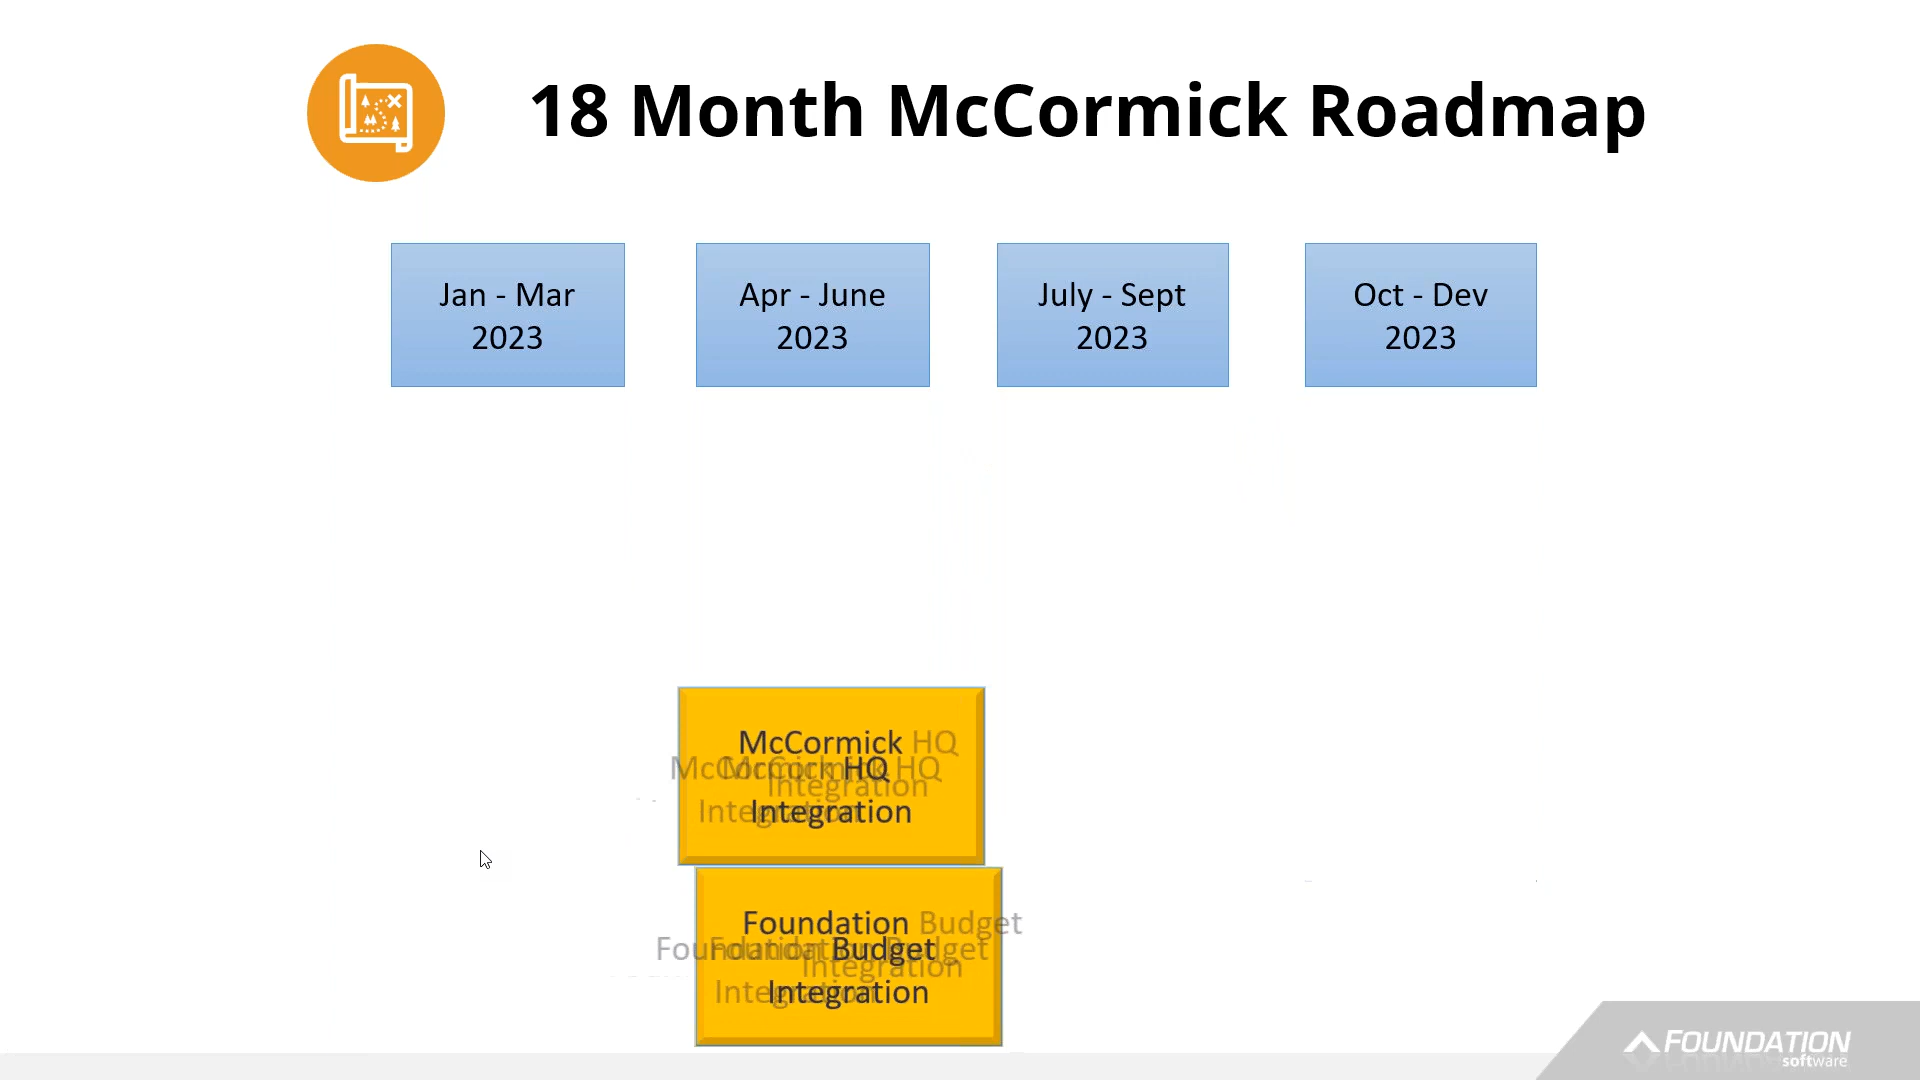 18 Month McCormick Roadmap
Jan - Mar
2023
Apr - June
2023
July - Sept
2023
Oct - Dev
2023
McCormick HQ
Integration
Foundation Budget
Integration
FOUNDATION
software